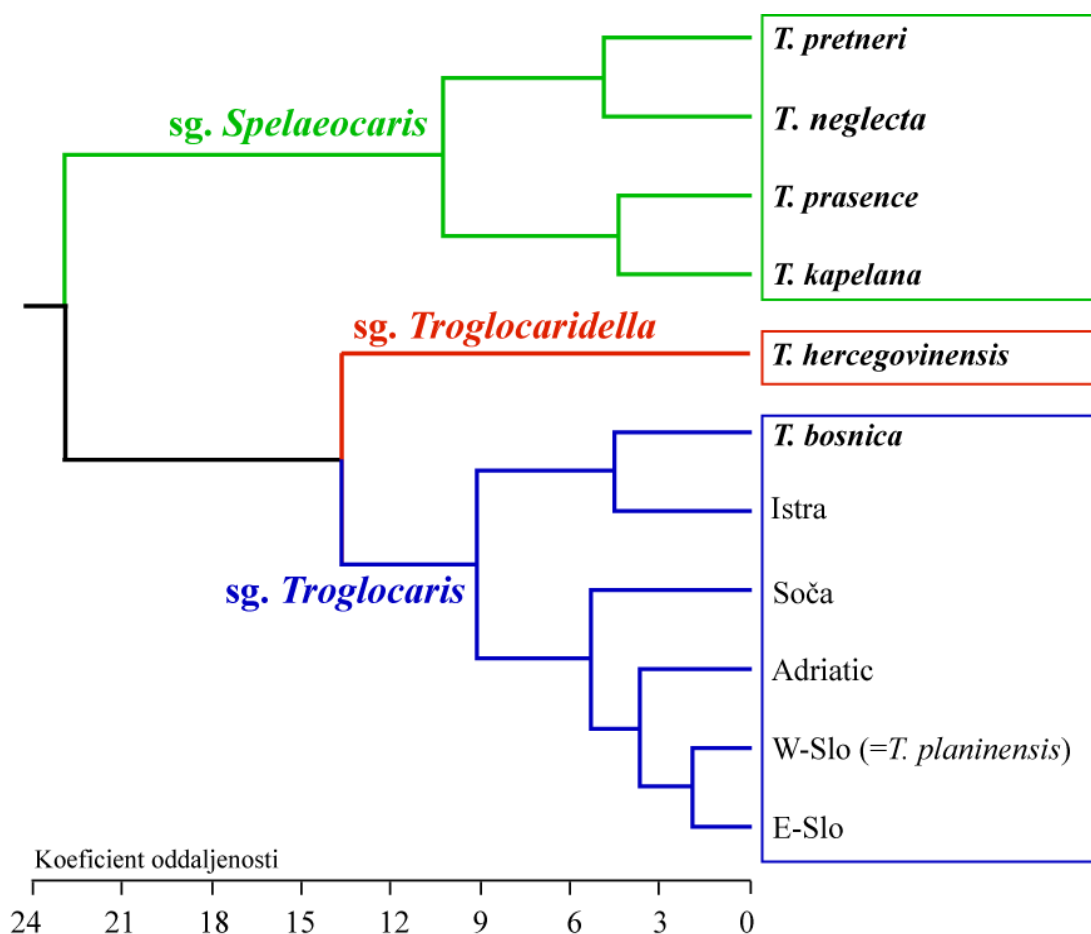 T. pretneri
sg. Spelaeocaris
T. neglecta
T. prasence
T. kapelana
sg. Troglocaridella
T. hercegovinensis
T. bosnica
Istra
sg. Troglocaris
Soča
Adriatic
W-Slo (=T. planinensis)
E-Slo
Koeficient oddaljenosti
24 21 18 15 12 9 6 3 0